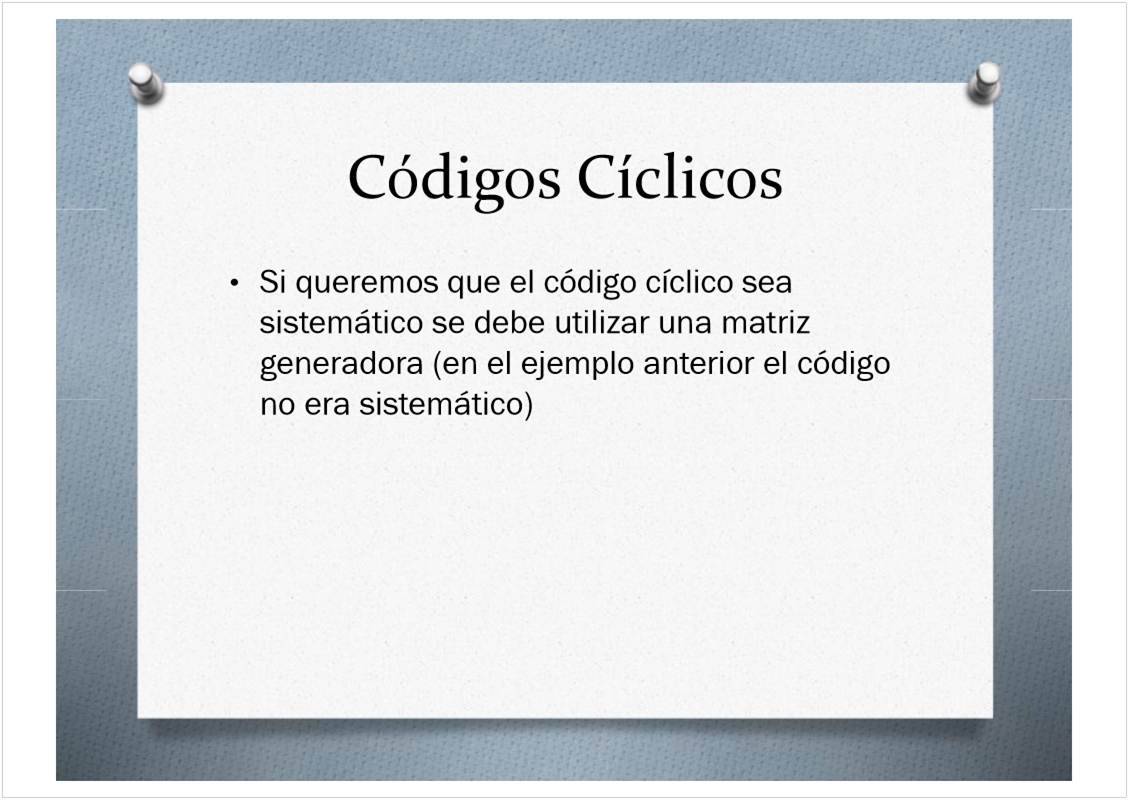 Códigos Cíclicos
• Si queremos que el código cíclico sea
sistemático se debe utilizar una matriz
generadora (en el ejemplo anterior el código
no era sistemático)